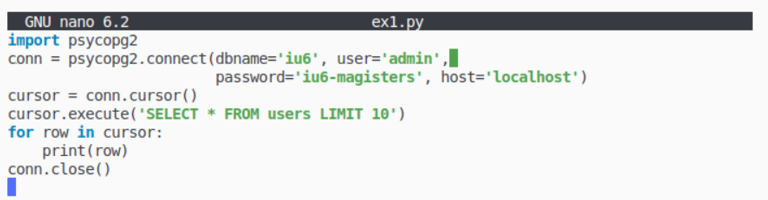 GNU nano 6.2 ex1.py
import psycopg2
conn = psycopg2.connect(dbname='iu6', user='admin',
password='iu6-magisters', host='localhost')
cursor = conn.cursor()
cursor.execute('SELECT * FROM users LIMIT 10')
for row in cursor:
    print(row)
conn.close()